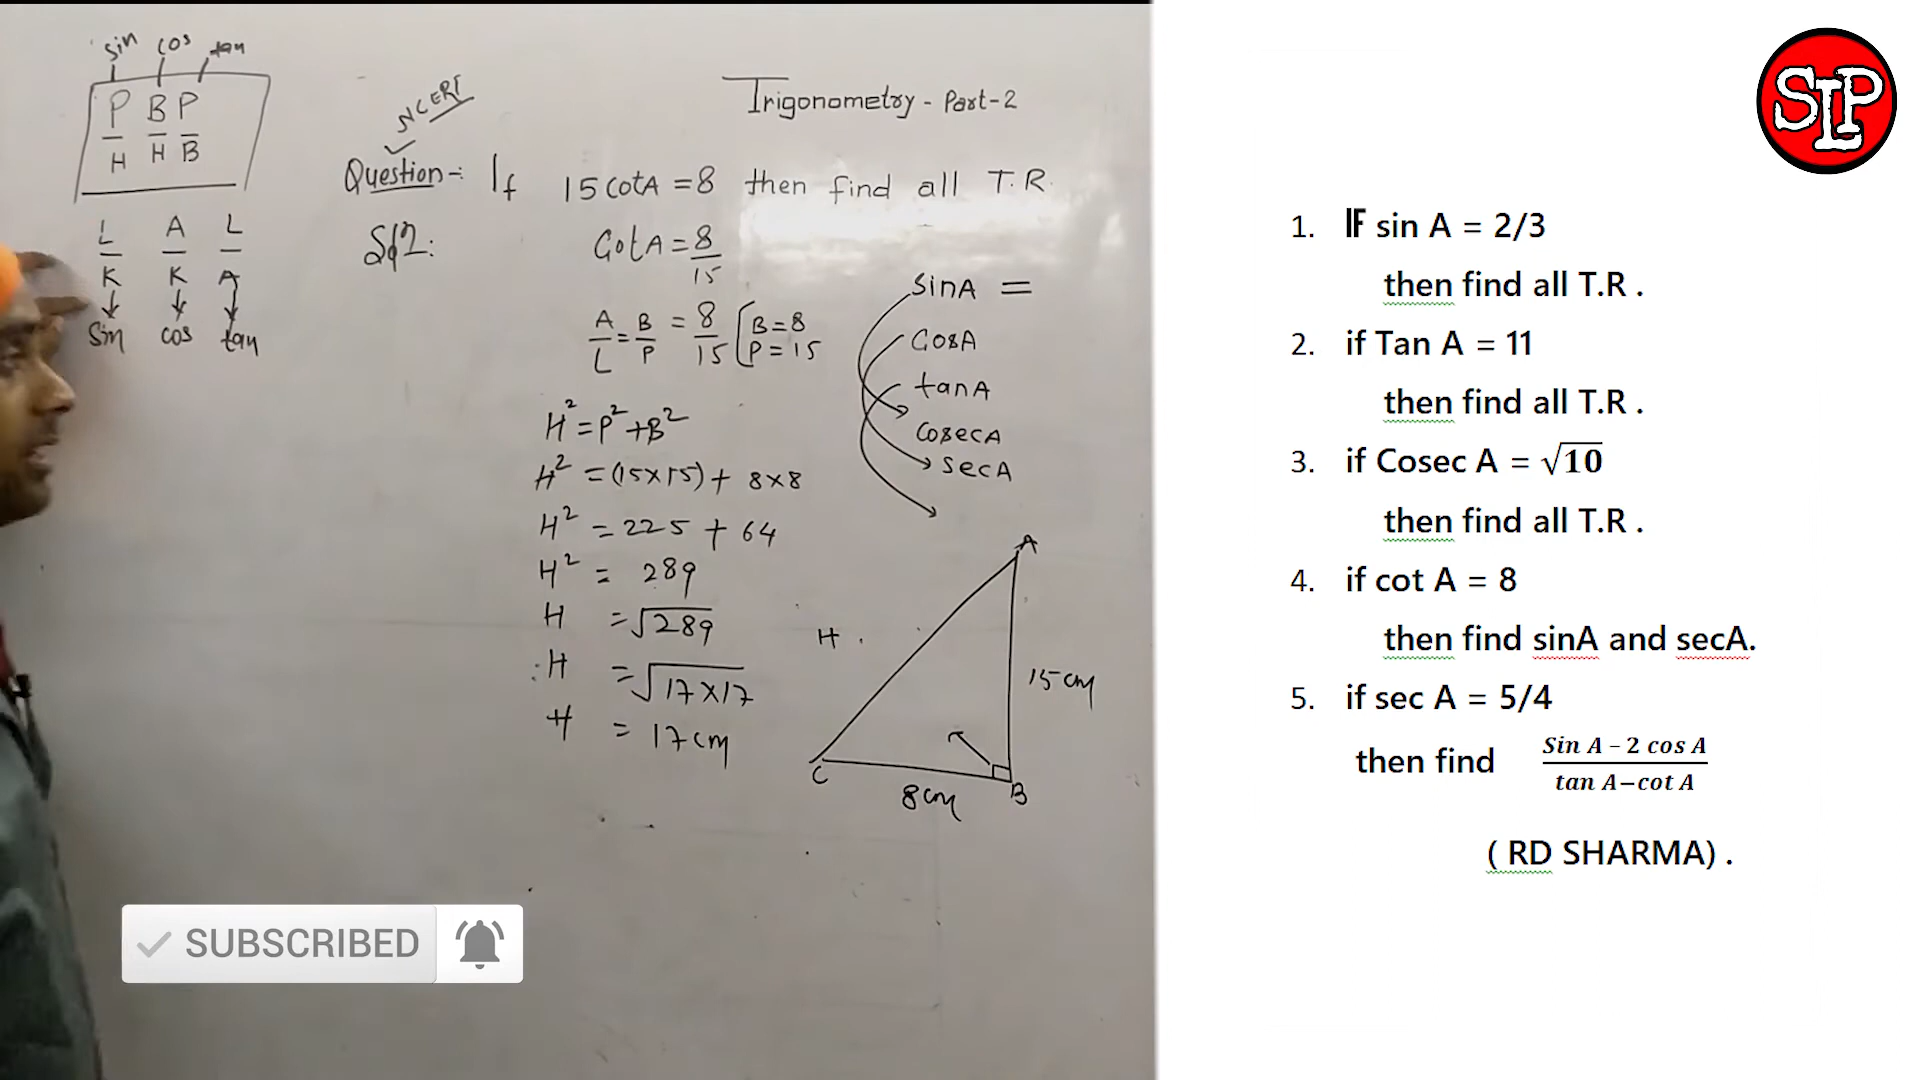 sin cos tan
P B P
H H B
L A L
K K A
sin cos tan
NCERT
Trigonometry - Part-2
Question- If 15 cotA = 8 then find all T.R.
Sol:
CotA = 8/15
A/L = B/P = 8/15 B=8
P = 15
H² = P² + B²
H² = (15×15) + 8×8
H² = 225 + 64
H² = 289
H = √289
H = √17×17
H = 17cm
SinA =
CosA
tanA
CosecA
SecA
A
H
15cm
C
8cm
B
SUBSCRIBED
SLP
1. IF sin A = 2/3
then find all T.R .
2. if Tan A = 11
then find all T.R .
3. if Cosec A = √10
then find all T.R .
4. if cot A = 8
then find sinA and secA.
5. if sec A = 5/4
then find Sin A – 2 cos A
tan A–cot A
( RD SHARMA) .